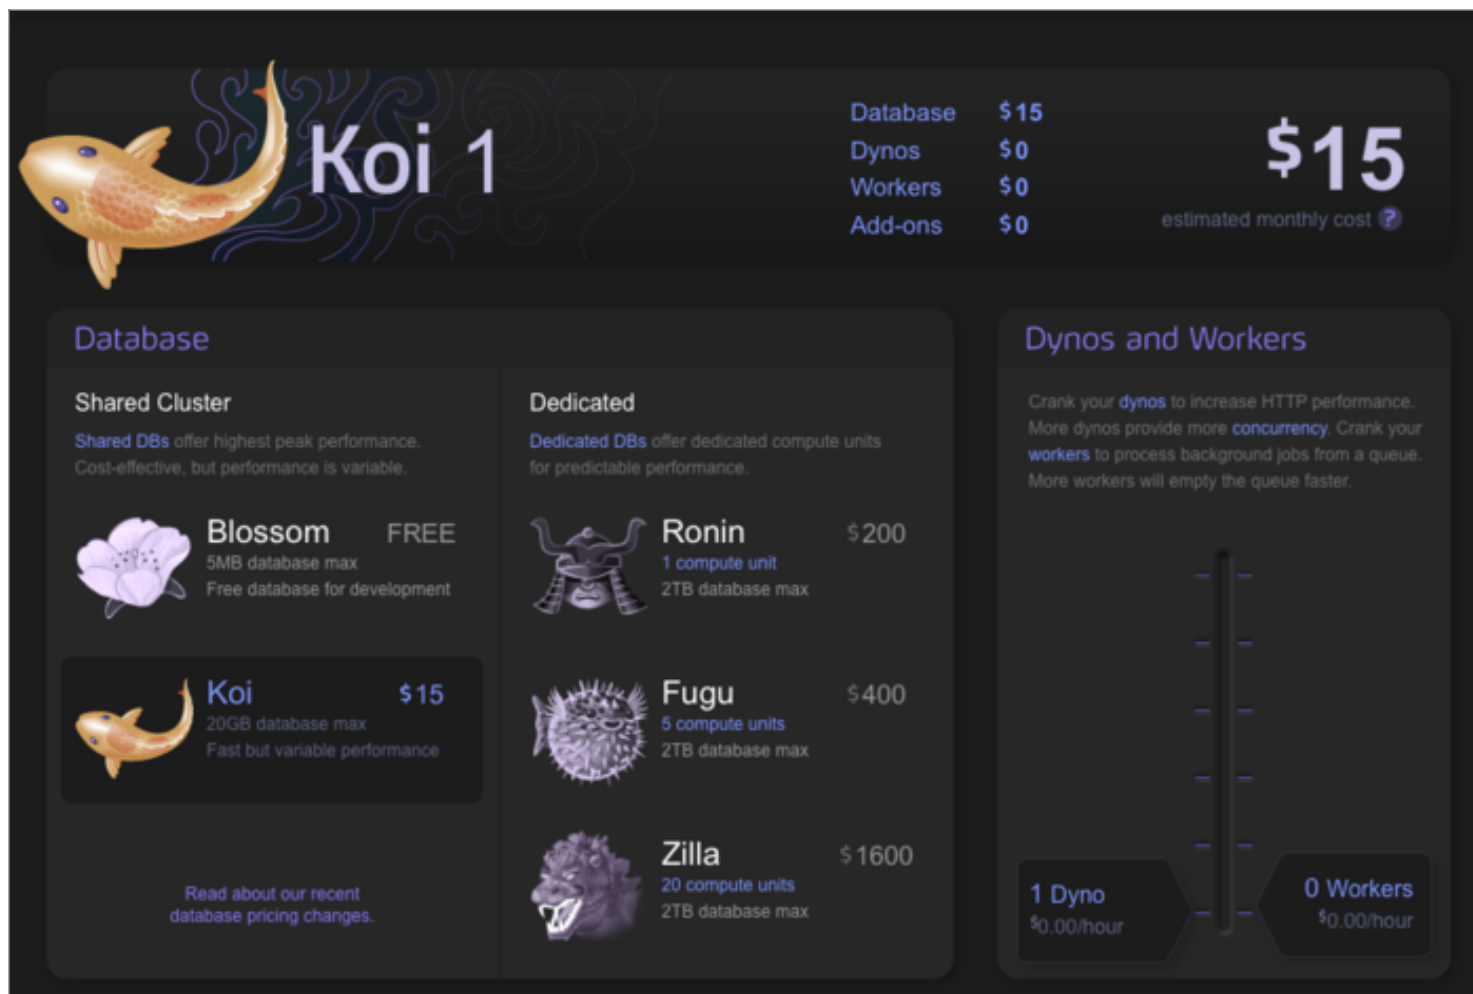 Koi 1
Database $15
Dynos $0
Workers $0
Add-ons $0
$15
estimated monthly cost ?
Database
Shared Cluster
Shared DBs offer highest peak performance.
Cost-effective, but performance is variable.
Blossom FREE
5MB database max
Free database for development
Koi $15
20GB database max
Fast but variable performance
Read about our recent
database pricing changes.
Dedicated
Dedicated DBs offer dedicated compute units
for predictable performance.
Ronin $200
1 compute unit
2TB database max
Fugu $400
5 compute units
2TB database max
Zilla $1600
20 compute units
2TB database max
Dynos and Workers
Crank your dynos to increase HTTP performance.
More dynos provide more concurrency. Crank your
workers to process background jobs from a queue.
More workers will empty the queue faster.
1 Dyno
$0.00/hour
0 Workers
$0.00/hour